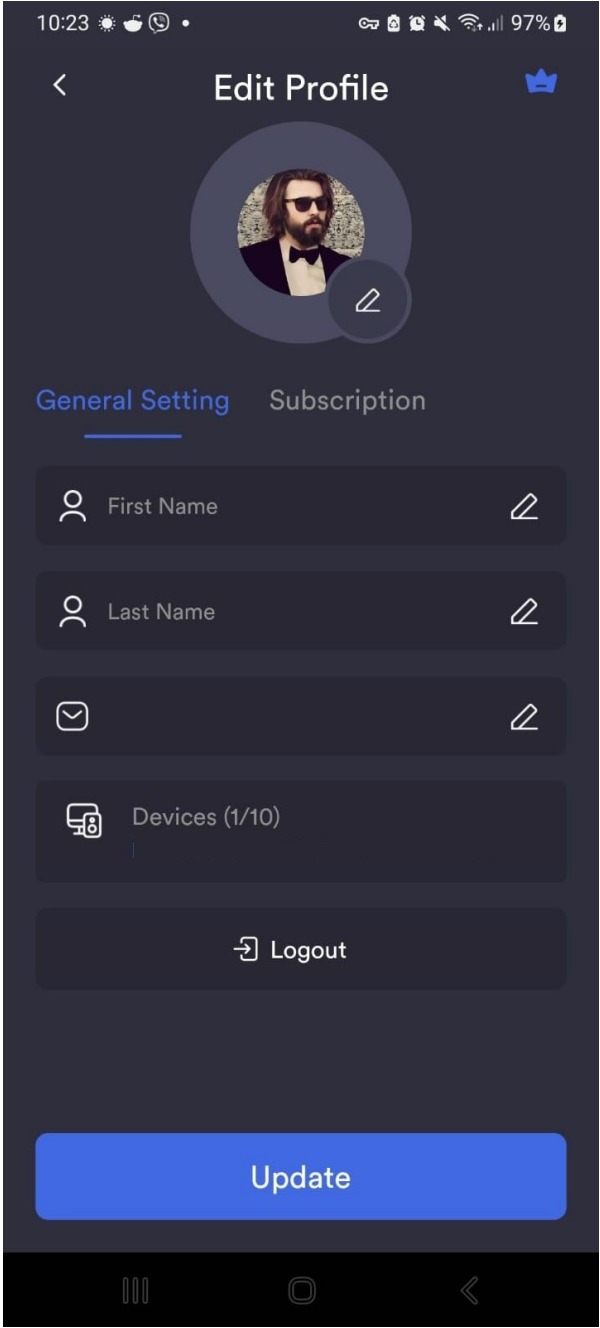 10:23 97%
Edit Profile
General Setting Subscription
First Name
Last Name
Devices (1/10)
Logout
Update